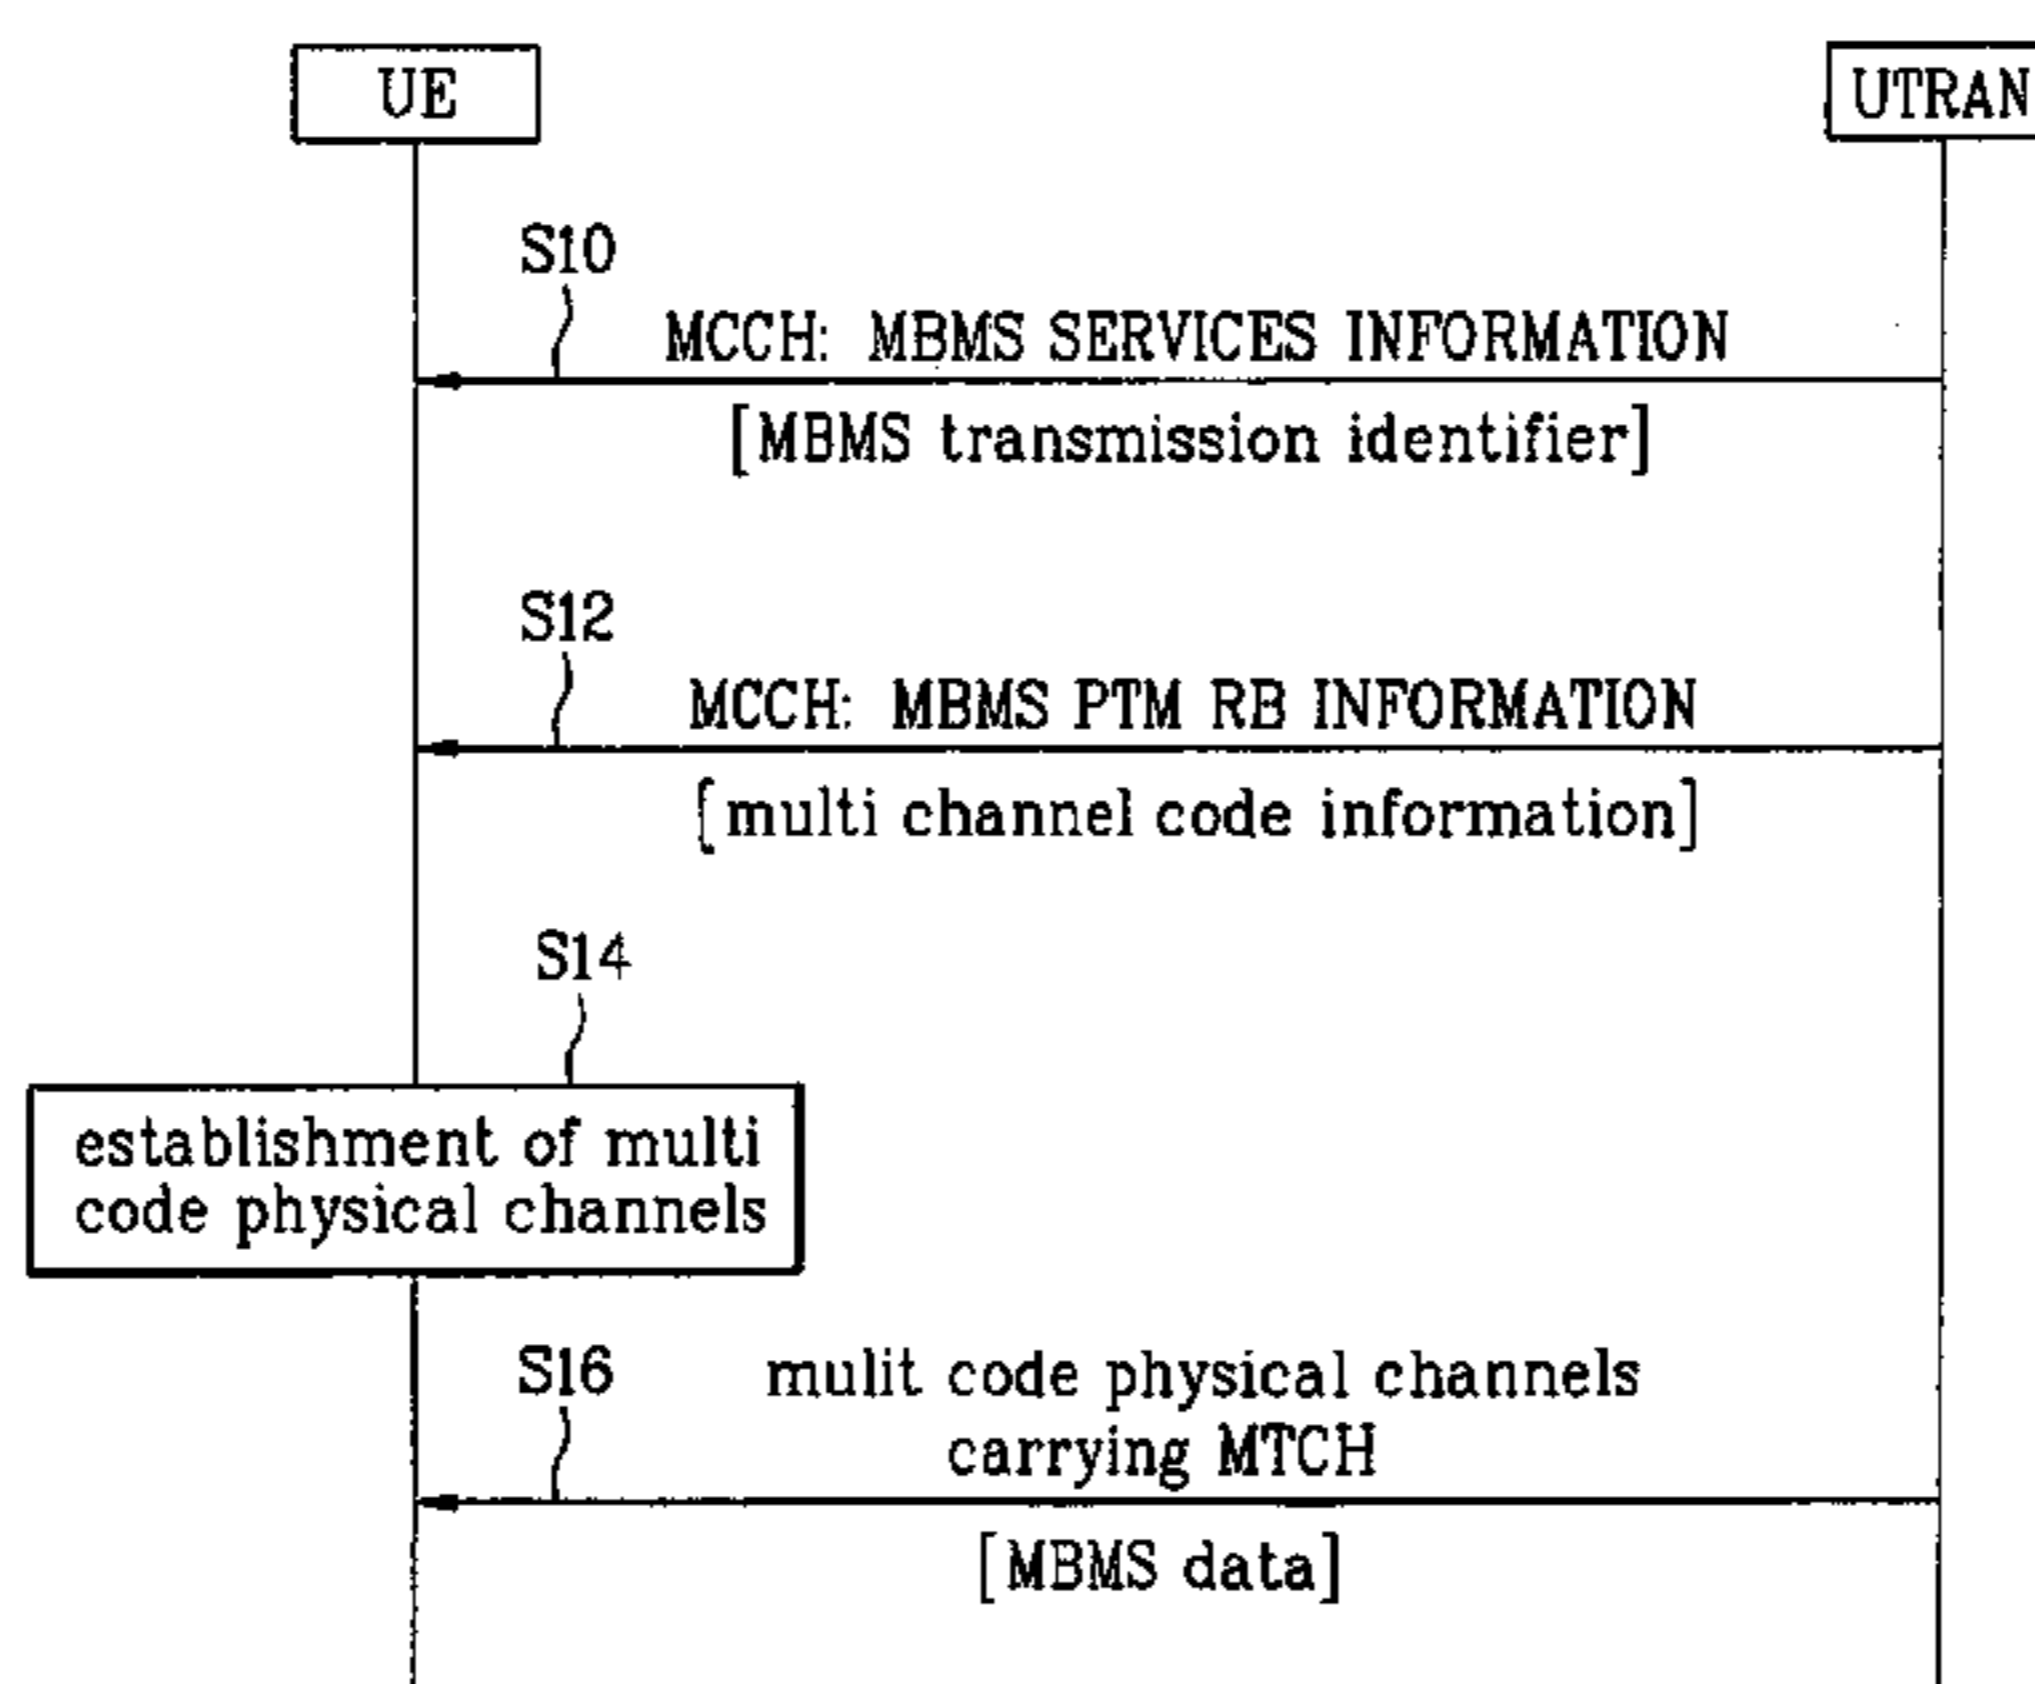 UE
UTRAN
S10
MCCH: MBMS SERVICES INFORMATION
[MBMS transmission identifier]
S12
MCCH: MBMS PTM RB INFORMATION
[multi channel code information]
S14
establishment of multi
code physical channels
S16
mulit code physical channels
carrying MTCH
[MBMS data]